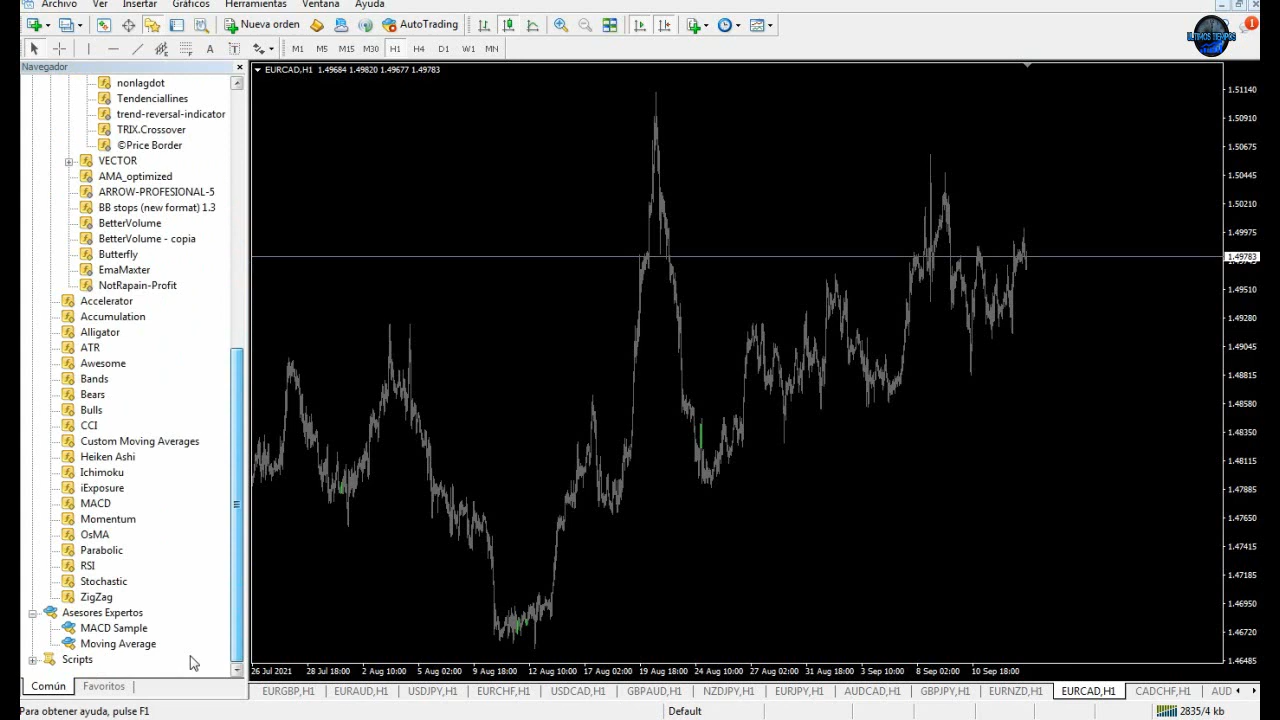 Archivo Ver Insertar Gráficos Herramientas Ventana Ayuda
Nueva orden AutoTrading
ULTIMOS TIEMPOS
1
A T M1 M5 M15 M30 H1 H4 D1 W1 MN
Navegador
nonlagdot
Tendenciallines
trend-reversal-indicator
TRIX.Crossover
©Price Border
VECTOR
AMA_optimized
ARROW-PROFESIONAL-5
BB stops (new format) 1.3
BetterVolume
BetterVolume - copia
Butterfly
EmaMaxter
NotRapain-Profit
Accelerator
Accumulation
Alligator
ATR
Awesome
Bands
Bears
Bulls
CCI
Custom Moving Averages
Heiken Ashi
Ichimoku
iExposure
MACD
Momentum
OsMA
Parabolic
RSI
Stochastic
ZigZag
Asesores Expertos
MACD Sample
Moving Average
Scripts
Común Favoritos
EURCAD,H1 1.49684 1.49820 1.49677 1.49783
1.51140
1.50910
1.50675
1.50445
1.50210
1.49975
1.49783
1.49510
1.49280
1.49045
1.48815
1.48580
1.48350
1.48115
1.47885
1.47650
1.47415
1.47185
1.46950
1.46720
1.46485
26 Jul 2021 28 Jul 18:00 2 Aug 10:00 5 Aug 02:00 9 Aug 18:00 12 Aug 10:00 17 Aug 02:00 19 Aug 18:00 24 Aug 10:00 27 Aug 02:00 31 Aug 18:00 3 Sep 10:00 8 Sep 02:00 10 Sep 18:00
EURGBP,H1 EURAUD,H1 USDJPY,H1 EURCHF,H1 USDCAD,H1 GBPAUD,H1 NZDJPY,H1 EURJPY,H1 AUDCAD,H1 GBPJPY,H1 EURNZD,H1 EURCAD,H1 CADCHF,H1 AUD
Para obtener ayuda, pulse F1 Default 2835/4 kb